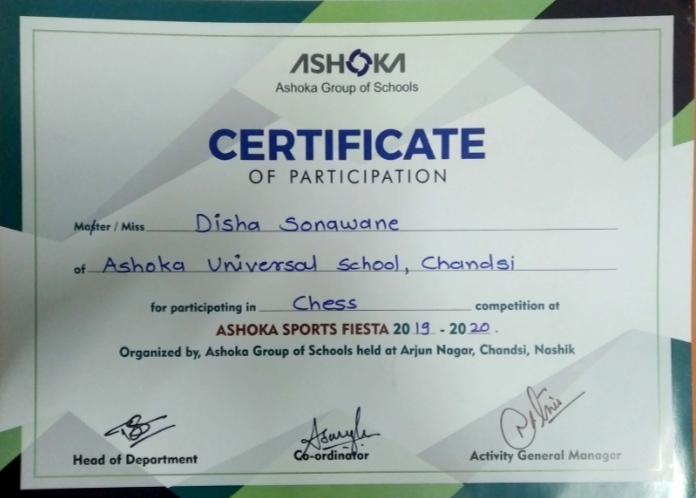 ASHOKA
Ashoka Group of Schools
CERTIFICATE
OF PARTICIPATION
Master / Miss Disha Sonawane
of Ashoka Universal School, Chandsi
for participating in Chess competition at
ASHOKA SPORTS FIESTA 2019 - 2020.
Organized by, Ashoka Group of Schools held at Arjun Nagar, Chandsi, Nashik
Head of Department Co-ordinator Activity General Manager